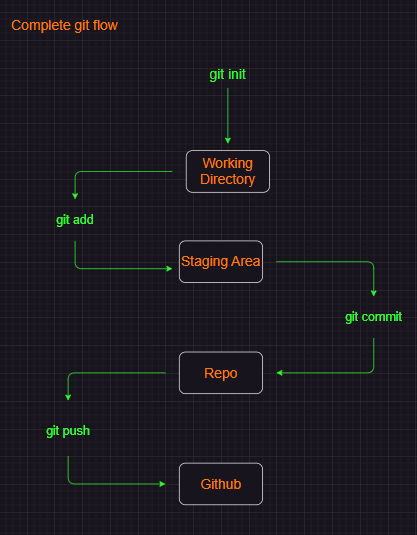 Complete git flow
git init
Working
Directory
git add
Staging Area
git commit
Repo
git push
Github